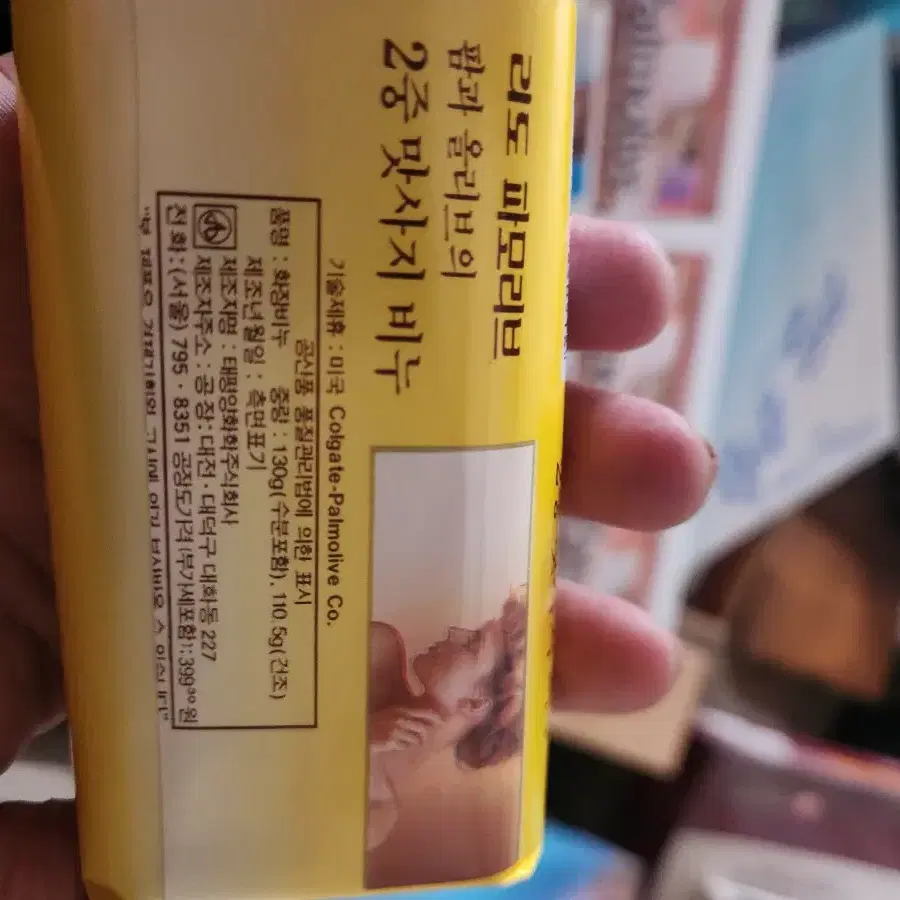 리도 파모리브
팜과 올리브의
2중 맛사지 비누
기술제휴 : 미국 Colgate-Palmolive Co.
공산품 품질관리법에 의한 표시
품명 : 화장비누 중량 : 130g(수분포함), 110.5g(건조)
제조년월일 : 측면표기
제조자명 : 태평양화학주식회사
제조자주소 : 공장 : 대전·대덕구 대화동 227
전화 : (서울) 795·8351 공장도가격(부가세포함) : 399³⁰원